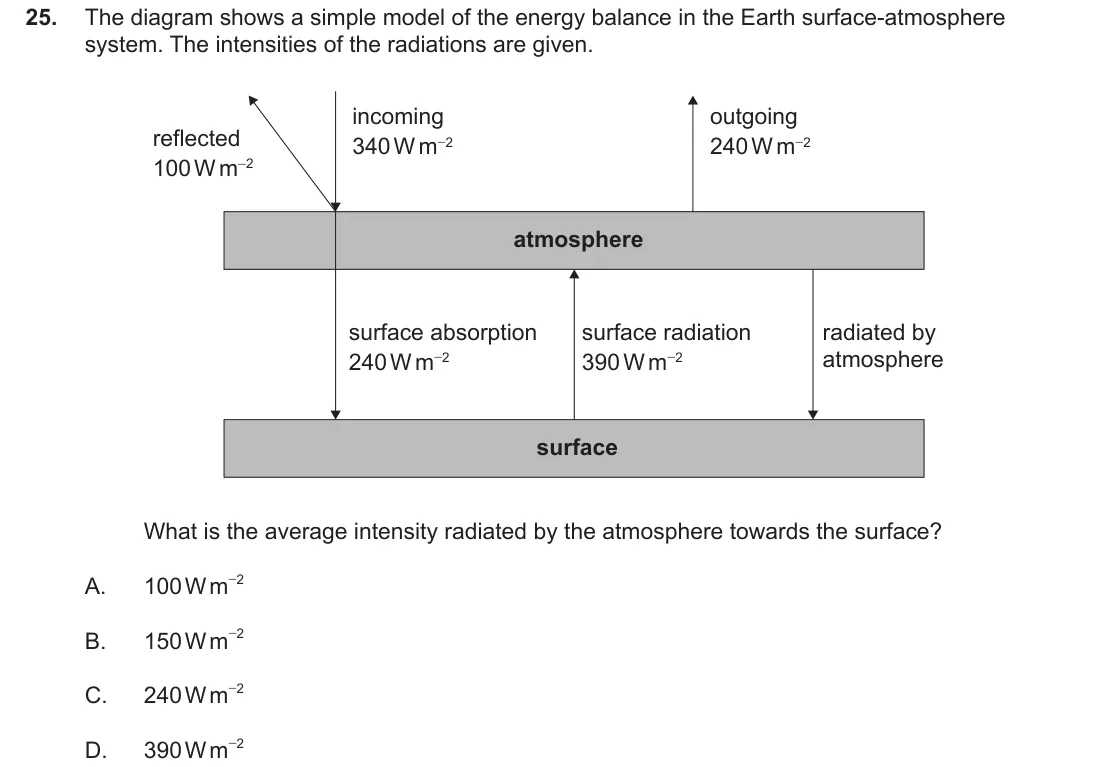 25. The diagram shows a simple model of the energy balance in the Earth surface-atmosphere
system. The intensities of the radiations are given.
reflected
100 W m⁻²
incoming
340 W m⁻²
outgoing
240 W m⁻²
atmosphere
surface absorption
240 W m⁻²
surface radiation
390 W m⁻²
radiated by
atmosphere
surface
What is the average intensity radiated by the atmosphere towards the surface?
A. 100 W m⁻²
B. 150 W m⁻²
C. 240 W m⁻²
D. 390 W m⁻²